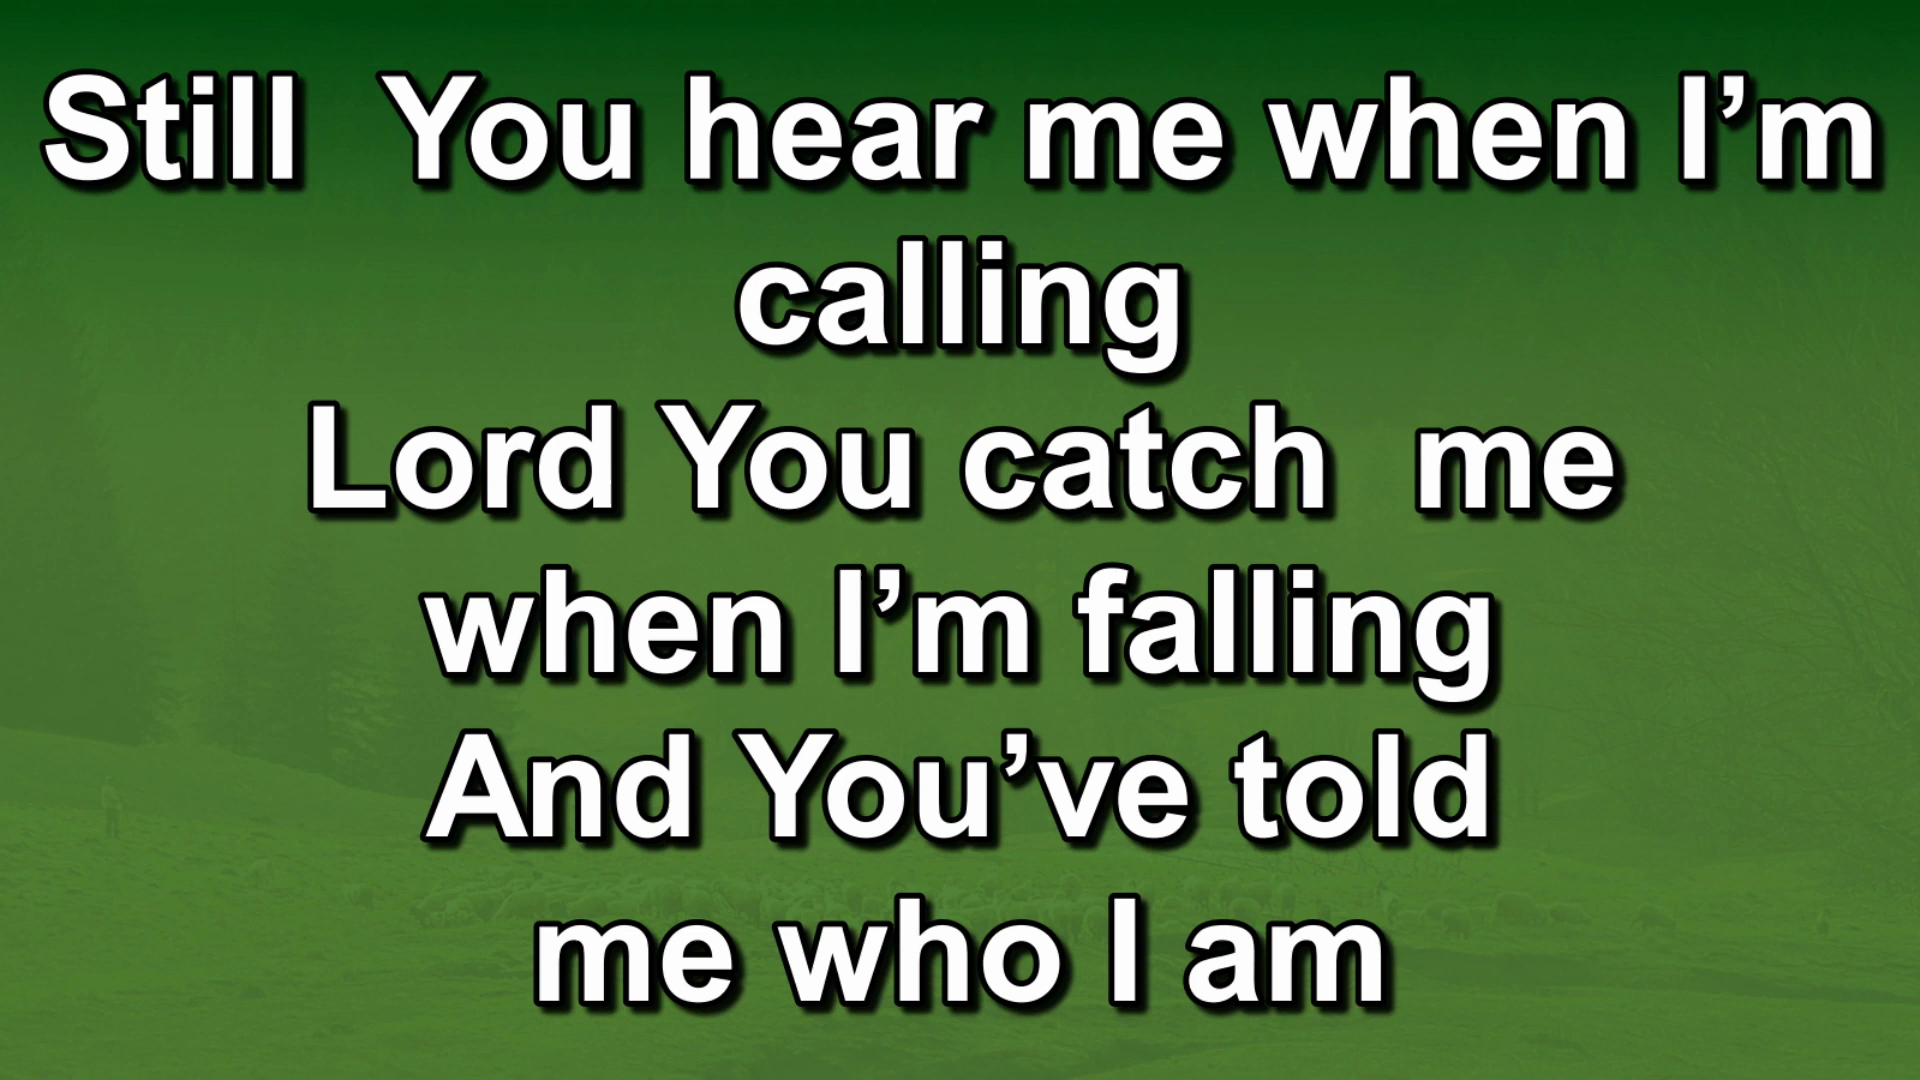 Still  You hear me when I’m
calling
Lord You catch  me
when I’m falling
And You’ve told
me who I am